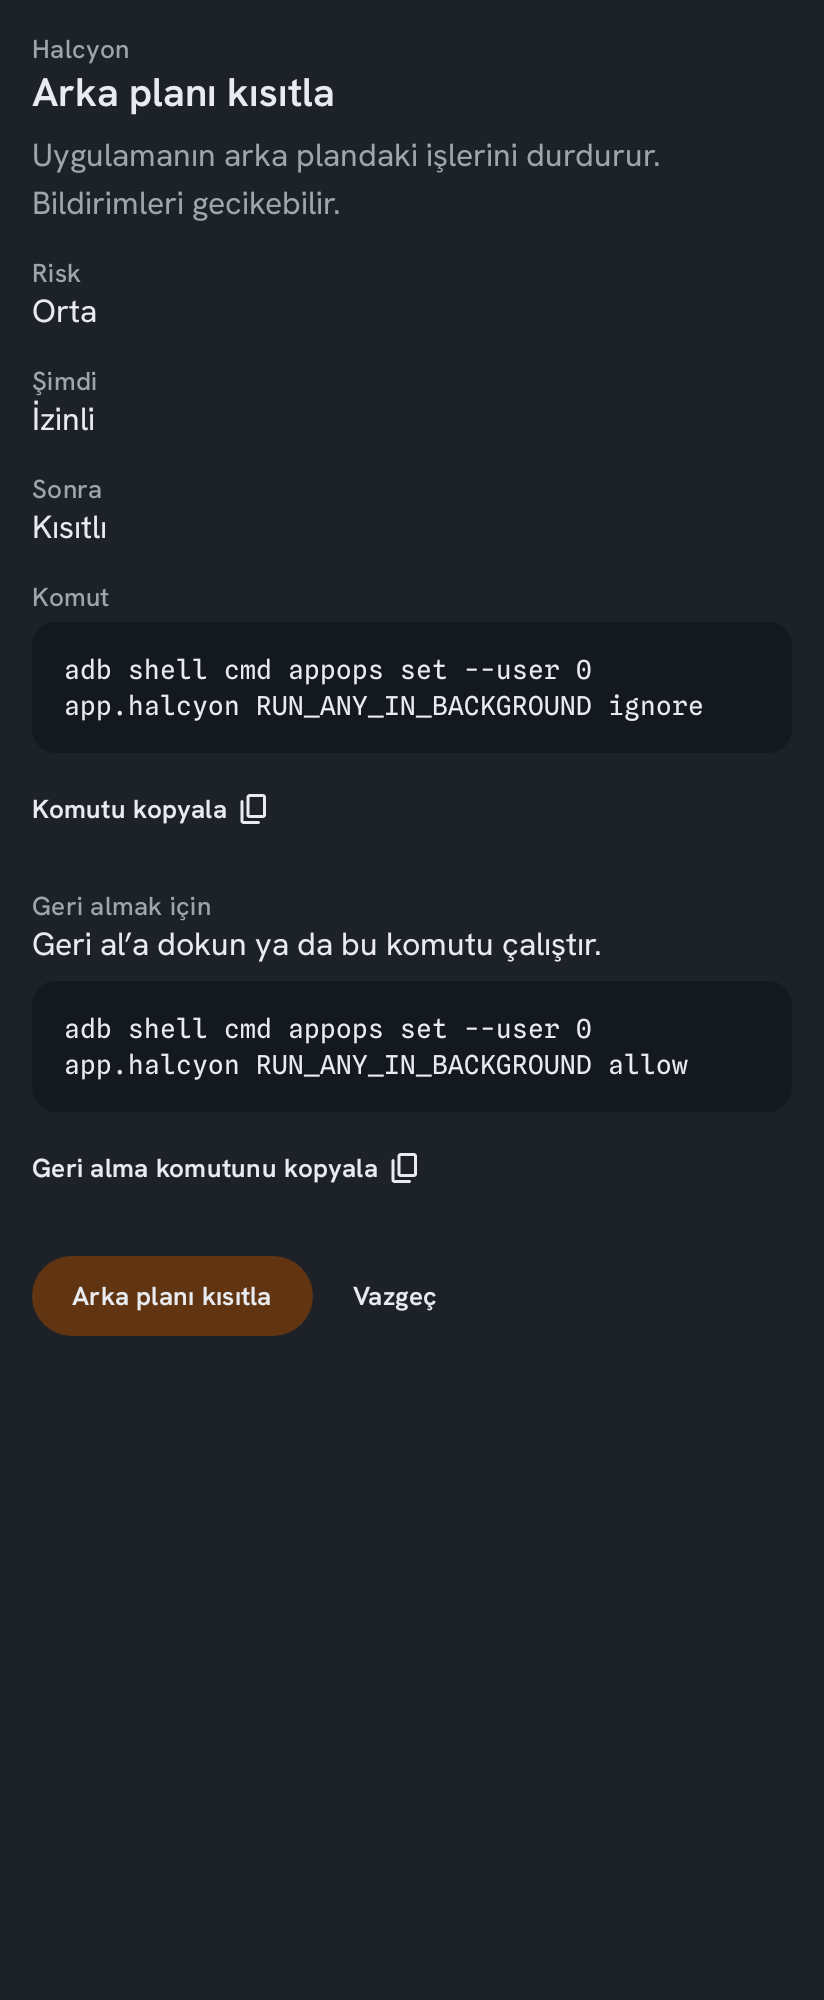 Halcyon
Arka planı kısıtla
Uygulamanın arka plandaki işlerini durdurur.
Bildirimleri gecikebilir.
Risk
Orta
Şimdi
İzinli
Sonra
Kısıtlı
Komut
adb shell cmd appops set --user 0
app.halcyon RUN_ANY_IN_BACKGROUND ignore
Komutu kopyala
Geri almak için
Geri al’a dokun ya da bu komutu çalıştır.
adb shell cmd appops set --user 0
app.halcyon RUN_ANY_IN_BACKGROUND allow
Geri alma komutunu kopyala
Arka planı kısıtla
Vazgeç